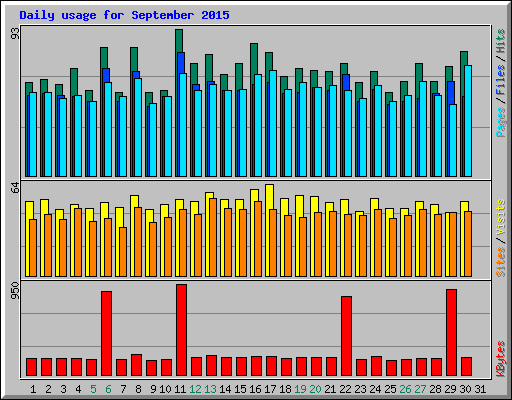 Daily usage for September 2015
93
Pages / Files / Hits
64
Sites / Visits
950
KBytes
1 2 3 4 5 6 7 8 9 10 11 12 13 14 15 16 17 18 19 20 21 22 23 24 25 26 27 28 29 30 31